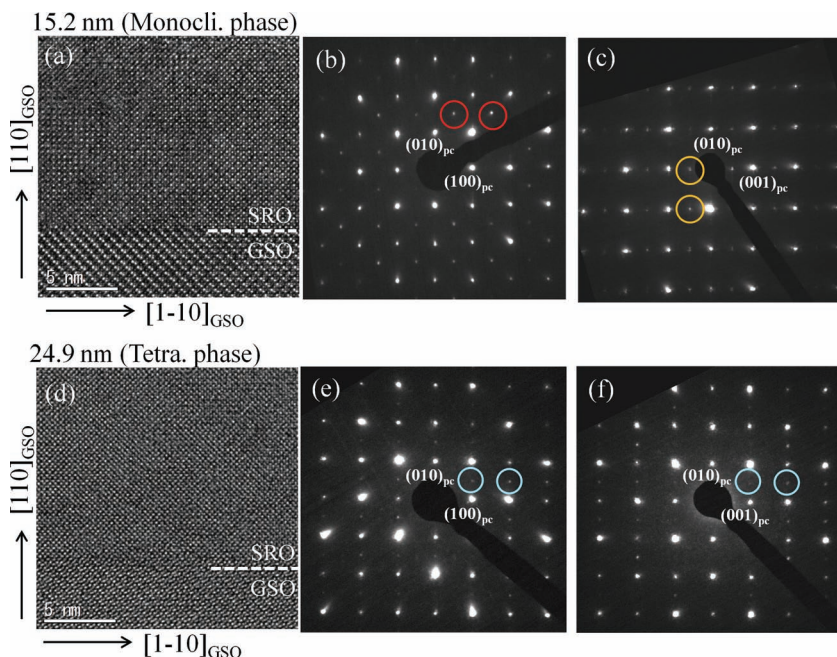 15.2 nm (Monocli. phase)
(a)
[110]GSO
SRO
GSO
5 nm
[1-10]GSO
(b)
(010)pc
(100)pc
(c)
(010)pc
(001)pc
24.9 nm (Tetra. phase)
(d)
[110]GSO
SRO
GSO
5 nm
[1-10]GSO
(e)
(010)pc
(100)pc
(f)
(010)pc
(001)pc